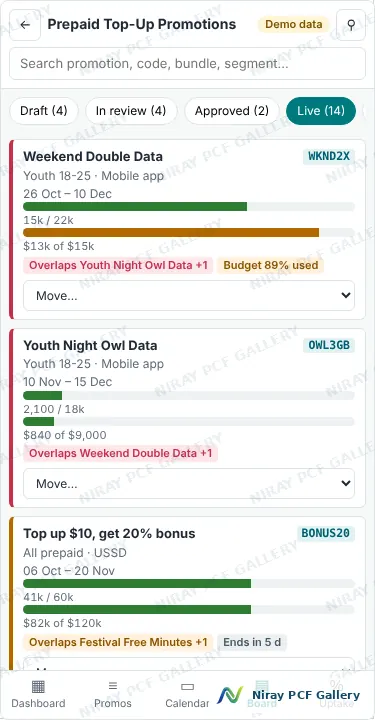 ← Prepaid Top-Up Promotions Demo data
Search promotion, code, bundle, segment...
Draft (4) In review (4) Approved (2) Live (14)
Weekend Double Data WKND2X
Youth 18-25 · Mobile app
26 Oct – 10 Dec
15k / 22k
$13k of $15k
Overlaps Youth Night Owl Data +1 Budget 89% used
Move...
Youth Night Owl Data OWL3GB
Youth 18-25 · Mobile app
10 Nov – 15 Dec
2,100 / 18k
$840 of $9,000
Overlaps Weekend Double Data +1
Move...
Top up $10, get 20% bonus BONUS20
All prepaid · USSD
06 Oct – 20 Nov
41k / 60k
$82k of $120k
Overlaps Festival Free Minutes +1 Ends in 5 d
Dashboard Promos Calendar Board Uptake
Niray PCF Gallery
NIRAY PCF GALLERY